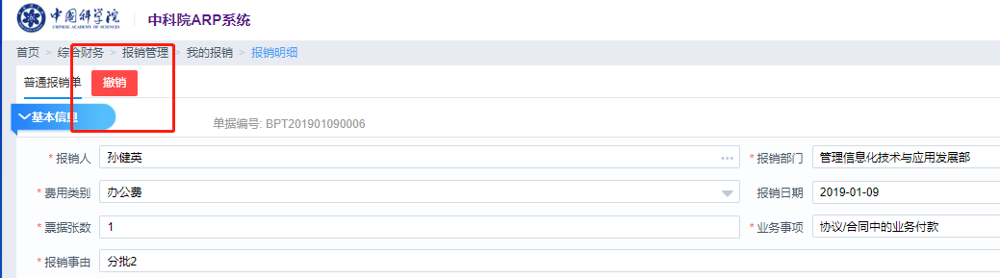 中国科学院 中科院ARP系统
CHINESE ACADEMY OF SCIENCES
首页 > 综合财务 > 报销管理 > 我的报销 > 报销明细
普通报销单 撤销
基本信息 单据编号: BPT201901090006
* 报销人 孙健英 ... * 报销部门 管理信息化技术与应用发展部
* 费用类别 办公费 报销日期 2019-01-09
* 票据张数 1 * 业务事项 协议/合同中的业务付款
* 报销事由 分批2